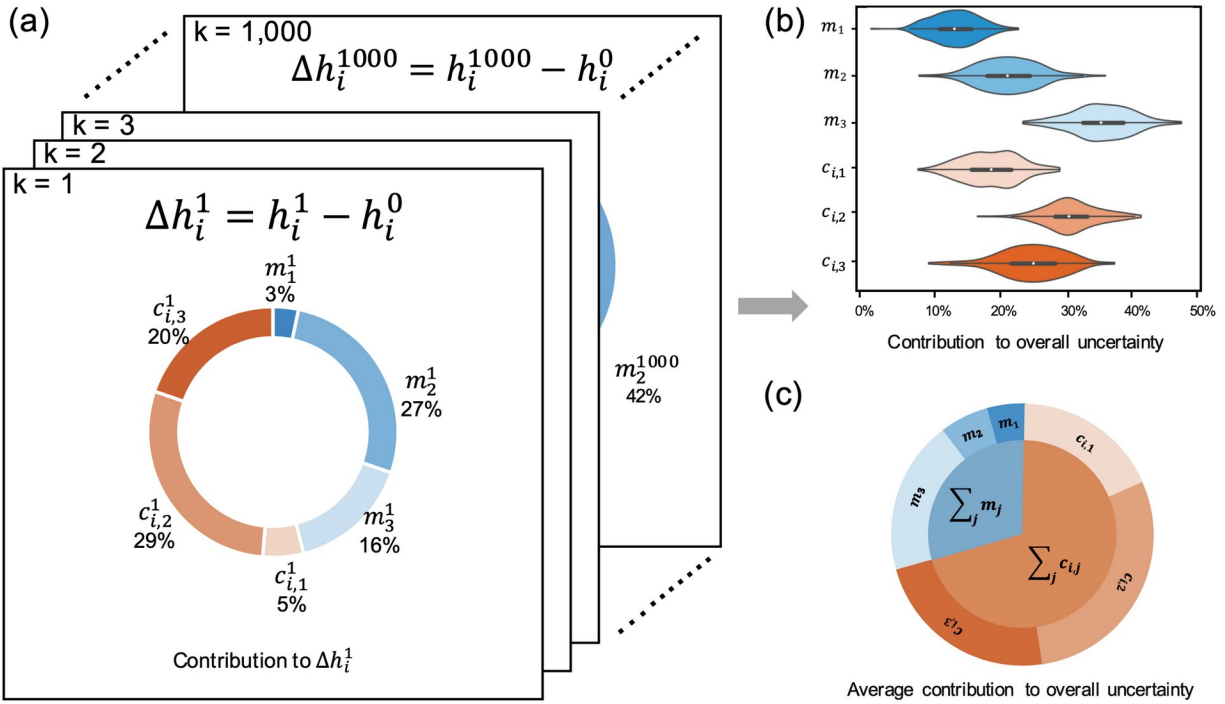 (a)
k = 1,000
Δh_i^1000 = h_i^1000 − h_i^0
k = 3
k = 2
k = 1
Δh_i^1 = h_i^1 − h_i^0
m_1^1
3%
c_{i,3}^1
20%
m_2^1
27%
c_{i,2}^1
29%
m_3^1
16%
c_{i,1}^1
5%
Contribution to Δh_i^1
m_2^1000
42%
(b)
m_1
m_2
m_3
c_{i,1}
c_{i,2}
c_{i,3}
0% 10% 20% 30% 40% 50%
Contribution to overall uncertainty
(c)
m_1
m_2
m_3
c_{i,1}
c_{i,2}
c_{i,3}
∑_j m_j
∑_j c_{i,j}
Average contribution to overall uncertainty